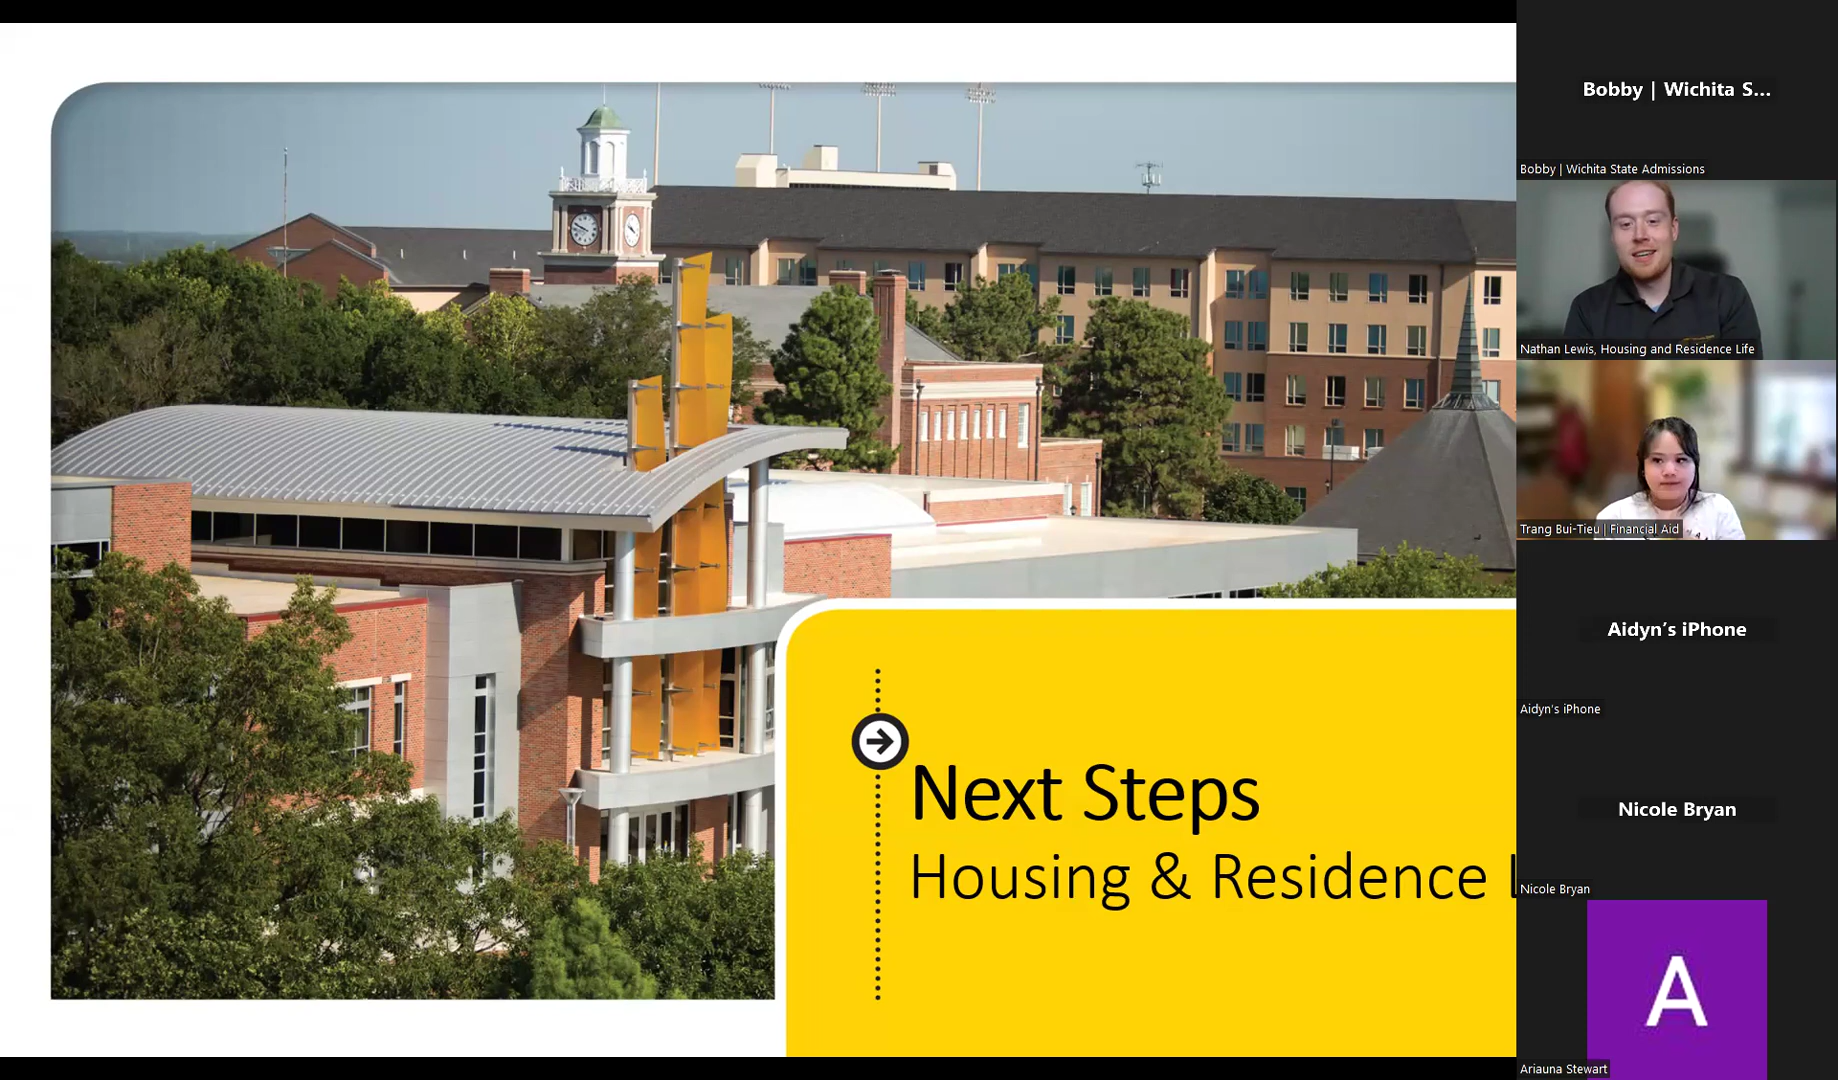 Next Steps
Housing & Residence
Bobby | Wichita S...
Bobby | Wichita State Admissions
Nathan Lewis, Housing and Residence Life
Trang Bui-Tieu | Financial Aid
Aidyn's iPhone
Aidyn's iPhone
Nicole Bryan
Nicole Bryan
A
Ariauna Stewart